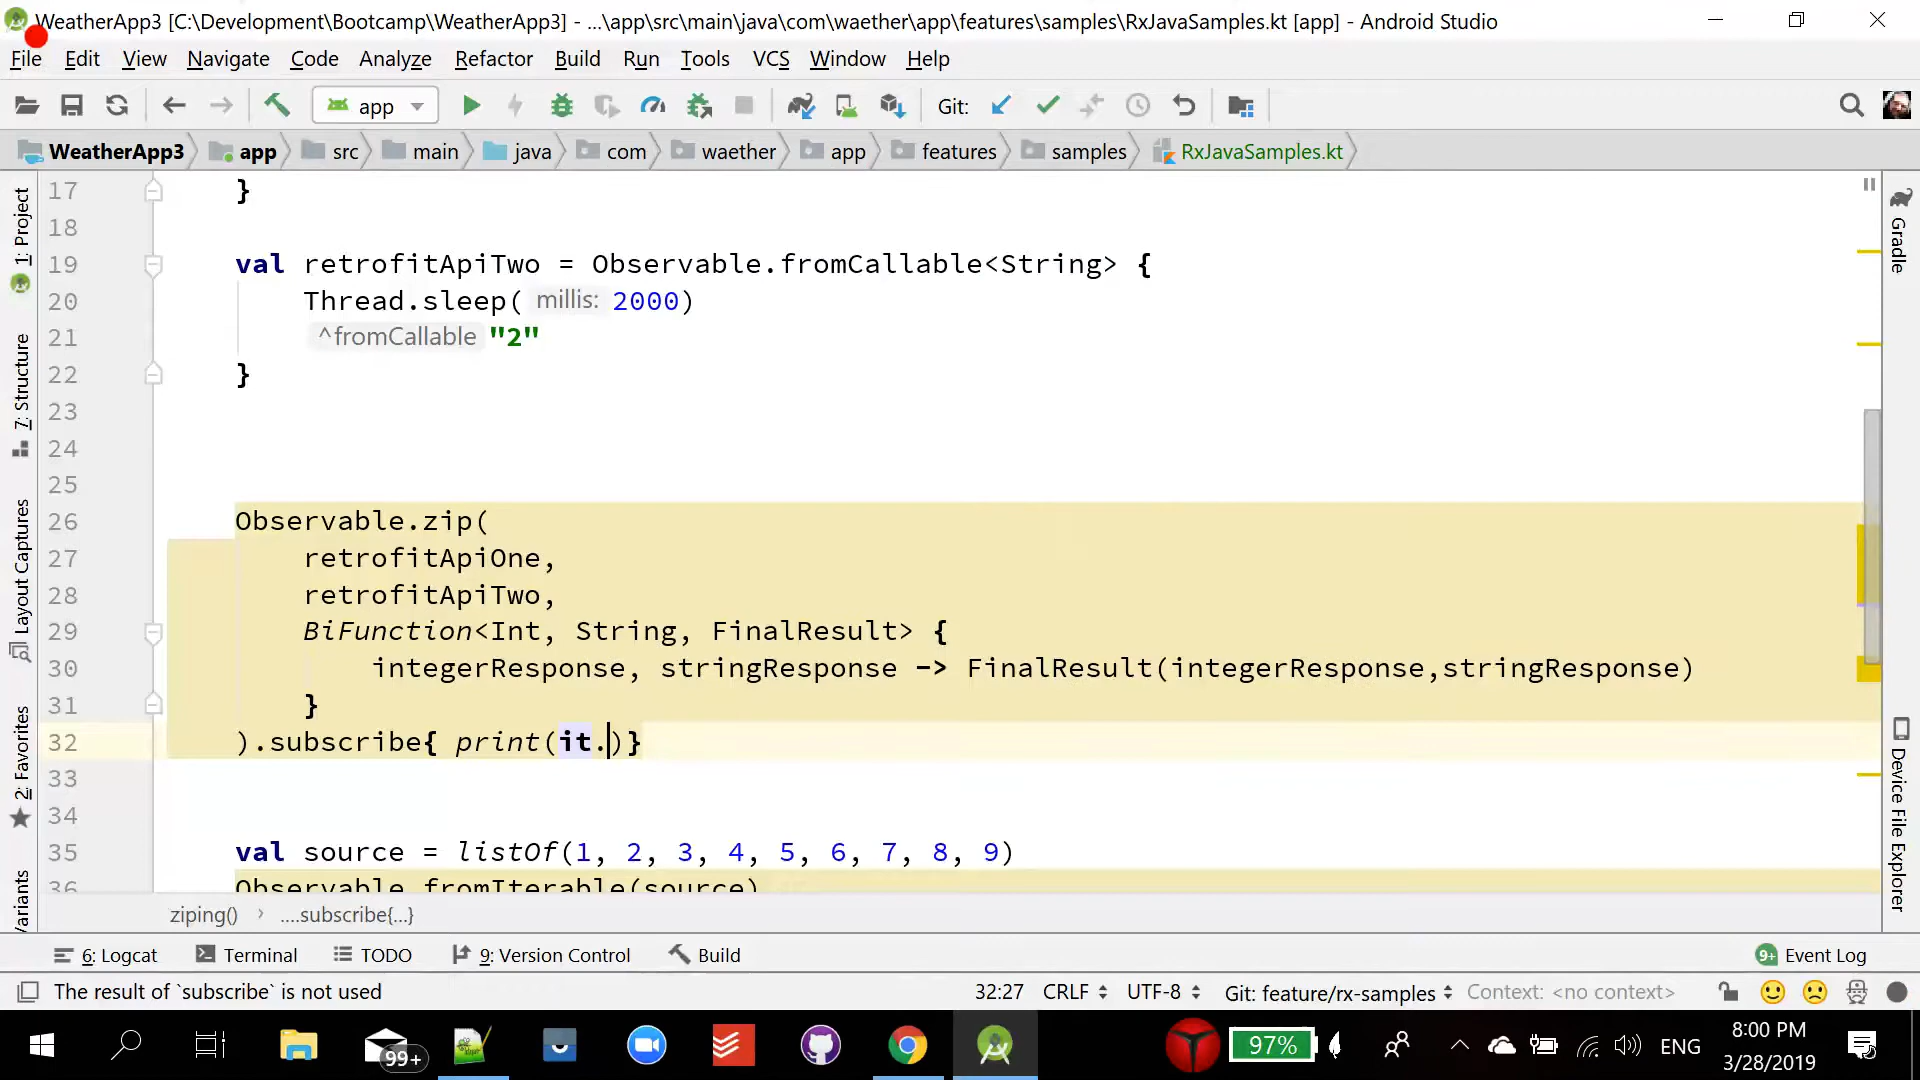 WeatherApp3 [C:\Development\Bootcamp\WeatherApp3] - ...\app\src\main\java\com\waether\app\features\samples\RxJavaSamples.kt [app] - Android Studio
File Edit View Navigate Code Analyze Refactor Build Run Tools VCS Window Help
app Git:
WeatherApp3 app src main java com waether app features samples RxJavaSamples.kt
1: Project
7: Structure
Layout Captures
2: Favorites
Variants
17 }
18
19 val retrofitApiTwo = Observable.fromCallable<String> {
20 Thread.sleep( millis: 2000)
21 ^fromCallable "2"
22 }
23
24
25
26 Observable.zip(
27 retrofitApiOne,
28 retrofitApiTwo,
29 BiFunction<Int, String, FinalResult> {
30 integerResponse, stringResponse -> FinalResult(integerResponse,stringResponse)
31 }
32 ).subscribe{ print(it.)}
33
34
35 val source = listOf(1, 2, 3, 4, 5, 6, 7, 8, 9)
36 Observable.fromIterable(source)
Gradle
Device File Explorer
ziping() › ....subscribe{...}
6: Logcat Terminal TODO 9: Version Control Build 9+ Event Log
The result of `subscribe` is not used 32:27 CRLF UTF-8 Git: feature/rx-samples Context: <no context>
99+ 97% ENG 8:00 PM
3/28/2019